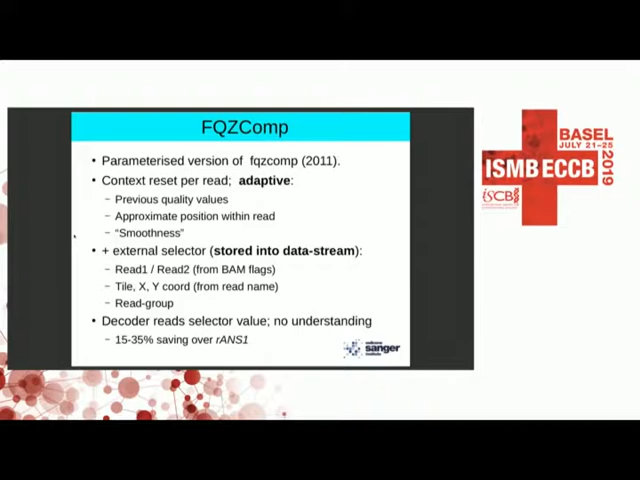 FQZComp
• Parameterised version of fqzcomp (2011).
• Context reset per read; adaptive:
– Previous quality values
– Approximate position within read
– “Smoothness”
• + external selector (stored into data-stream):
– Read1 / Read2 (from BAM flags)
– Tile, X, Y coord (from read name)
– Read-group
• Decoder reads selector value; no understanding
– 15-35% saving over rANS1
sanger
BASEL
JULY 21–25
2019
ISMB ECCB
ISCB